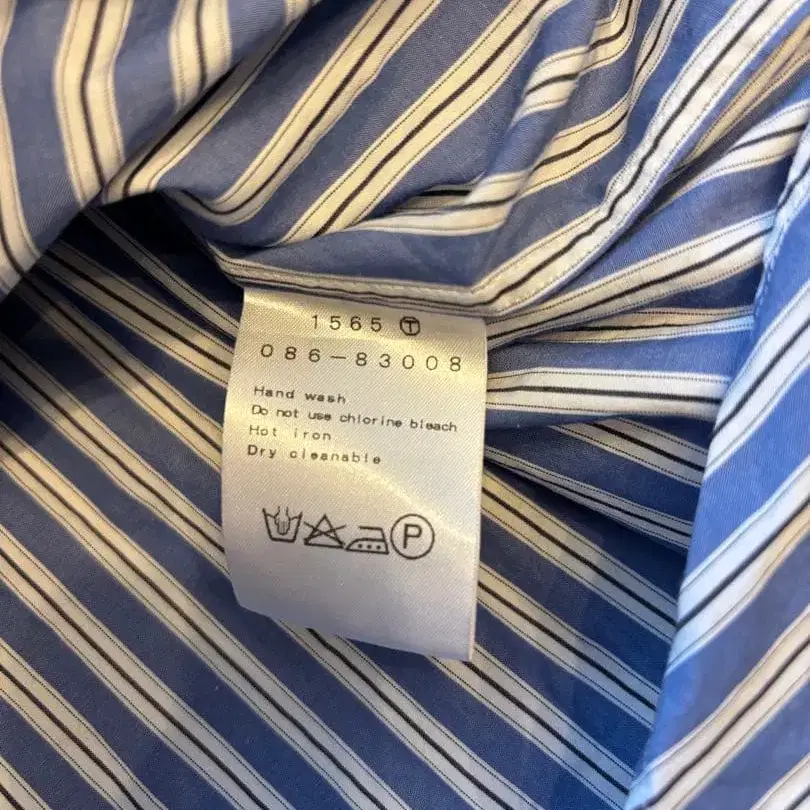 1565 Ⓣ
086-83008
Hand wash
Do not use chlorine bleach
Hot iron
Dry cleanable
P